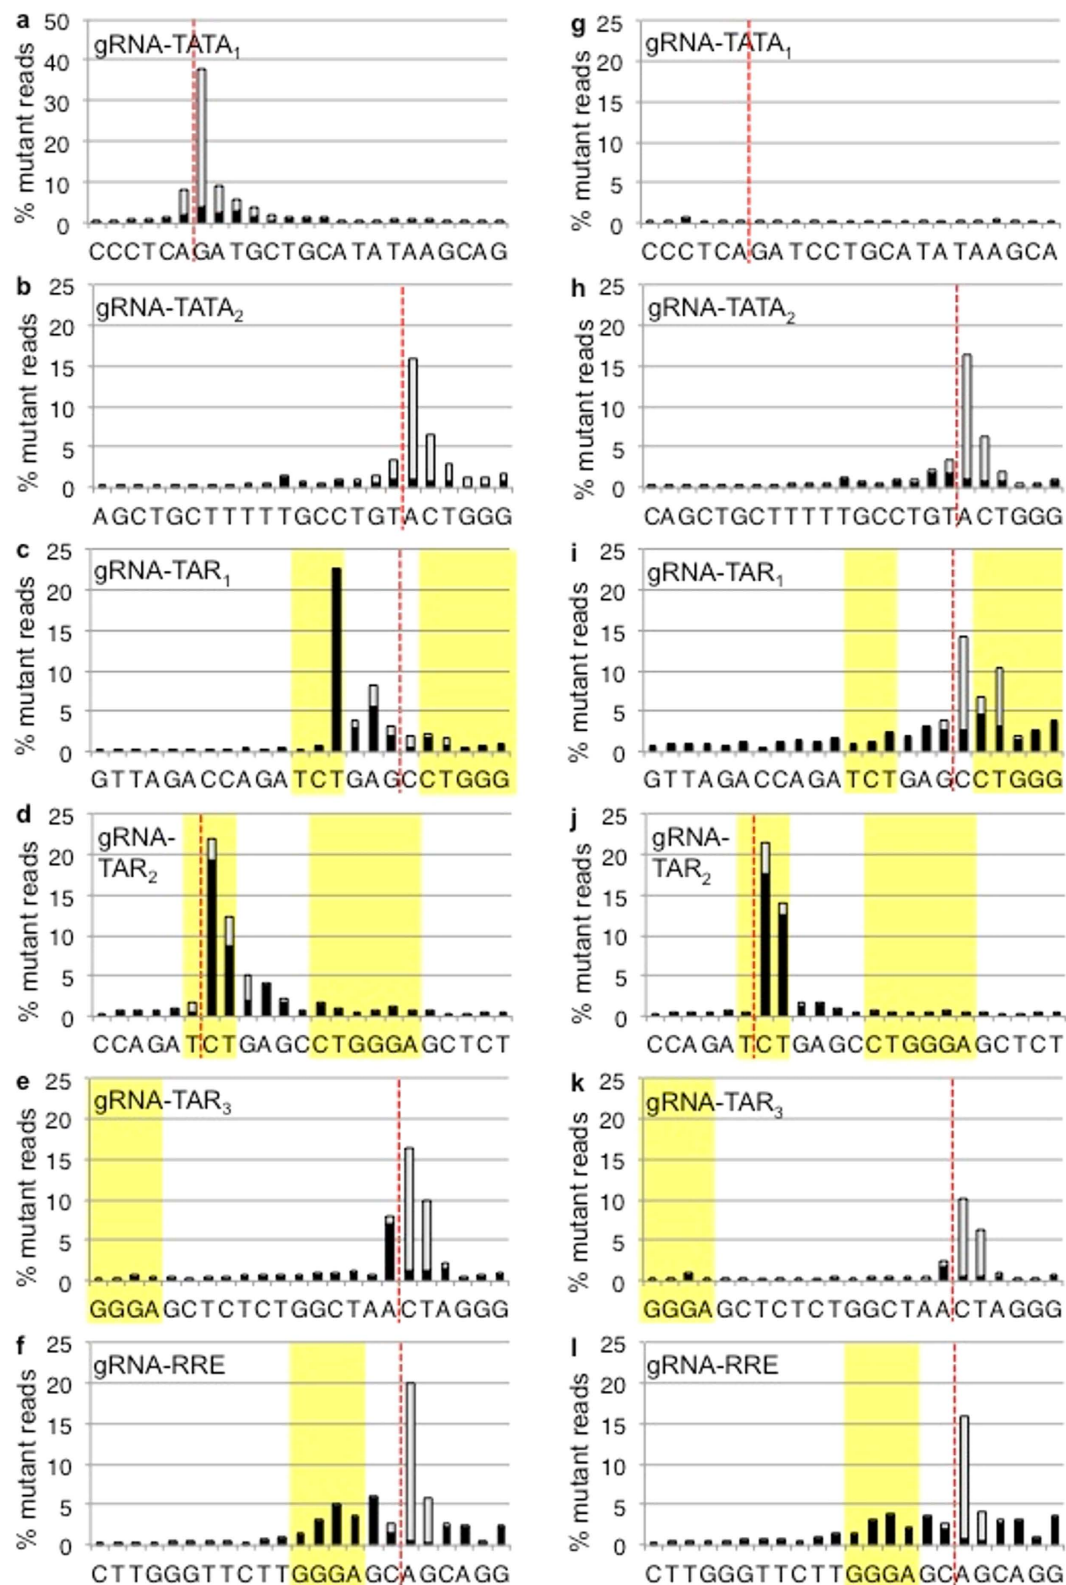 a
% mutant reads
50
40
30
20
10
0
gRNA-TATA1
CCCTCAGATGCTGCATATAAGCAG
g
% mutant reads
25
20
15
10
5
0
gRNA-TATA1
CCCTCAGATCCTGCATATAAGCA
b
% mutant reads
25
20
15
10
5
0
gRNA-TATA2
AGCTGCTTTTTGCCTGTACTGGG
h
% mutant reads
25
20
15
10
5
0
gRNA-TATA2
CAGCTGCTTTTTGCCTGTACTGGG
c
% mutant reads
25
20
15
10
5
0
gRNA-TAR1
GTTAGACCAGATCTGAGCCTGGG
i
% mutant reads
25
20
15
10
5
0
gRNA-TAR1
GTTAGACCAGATCTGAGCCTGGG
d
% mutant reads
25
20
15
10
5
0
gRNA-
TAR2
CCAGATCTGAGCCTGGGAGCTCT
j
% mutant reads
25
20
15
10
5
0
gRNA-
TAR2
CCAGATCTGAGCCTGGGAGCTCT
e
% mutant reads
25
20
15
10
5
0
gRNA-TAR3
GGGAGCTCTCTGGCTAACTAGGG
k
% mutant reads
25
20
15
10
5
0
gRNA-TAR3
GGGAGCTCTCTGGCTAACTAGGG
f
% mutant reads
25
20
15
10
5
0
gRNA-RRE
CTTGGGTTCTTGGGAGCAGCAGG
l
% mutant reads
25
20
15
10
5
0
gRNA-RRE
CTTGGGTTCTTGGGAGCAGCAGG